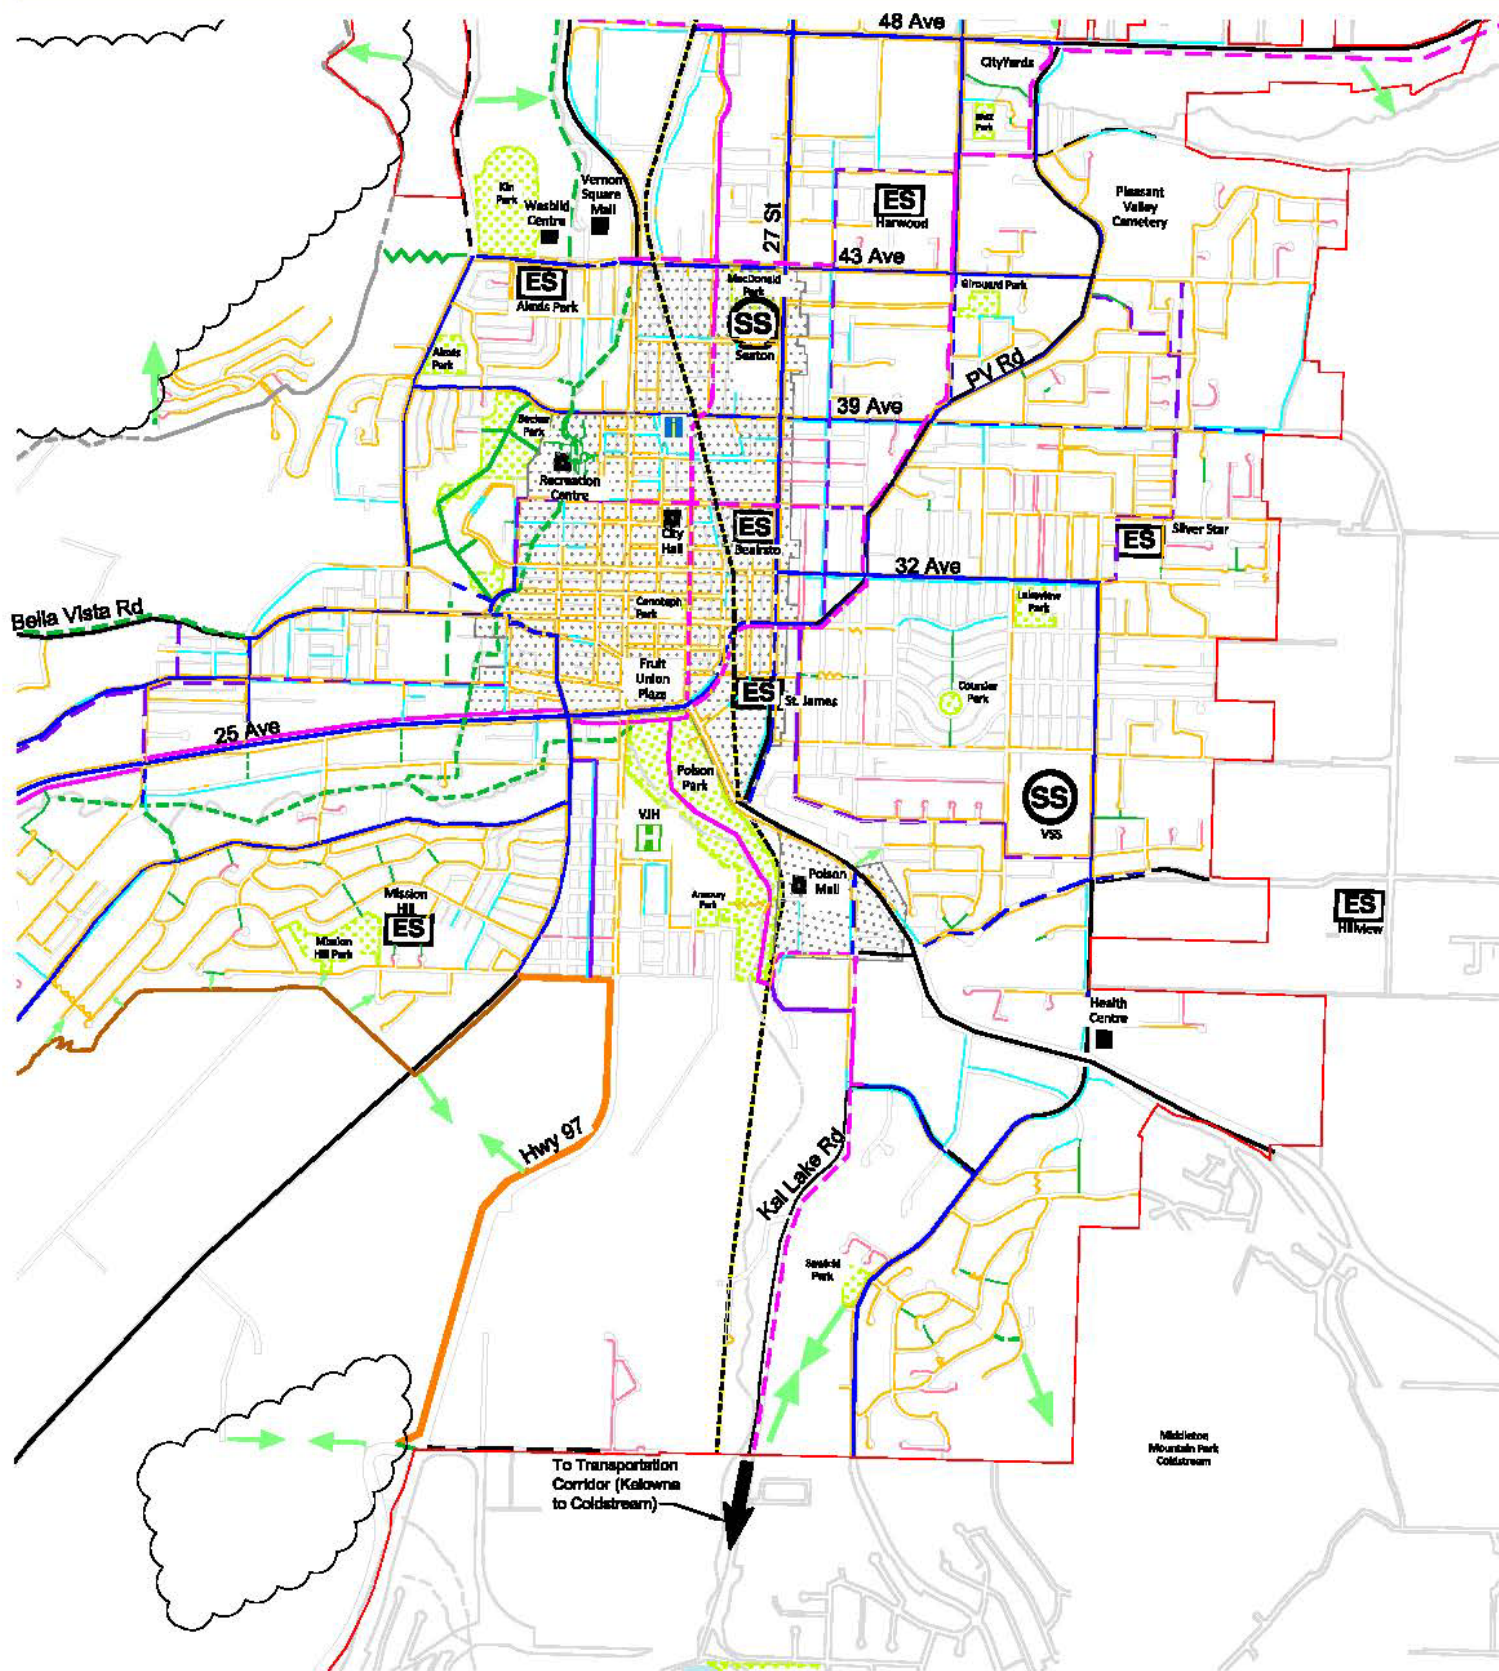 48 Ave
City Yards
Park
Kin
Park
Vernon
Square
Mall
Wesbild
Centre
Pleasant
Valley
Cemetery
ES
Harwood
27 St
43 Ave
ES
Alexis Park
MacDonald
Park
Girouard Park
SS
Seaton
Alexis
Park
PV Rd
39 Ave
Becker
Park
i
Recreation
Centre
City
Hall
ES
Beairsto
ES
Silver Star
32 Ave
Bella Vista Rd
Cenotaph
Park
Lakeview
Park
Fruit
Union
Plaza
ES
St. James
Park
25 Ave
Polson
Park
SS
VSS
VJH
H
Polson
Mall
Mission
Hill
ES
Armoury
Park
Mission
Hill Park
ES
Hillview
Health
Centre
Hwy 97
Kal Lake Rd
Park
Middleton
Mountain Park
Coldstream
To Transportation
Corridor (Kelowna
to Coldstream)